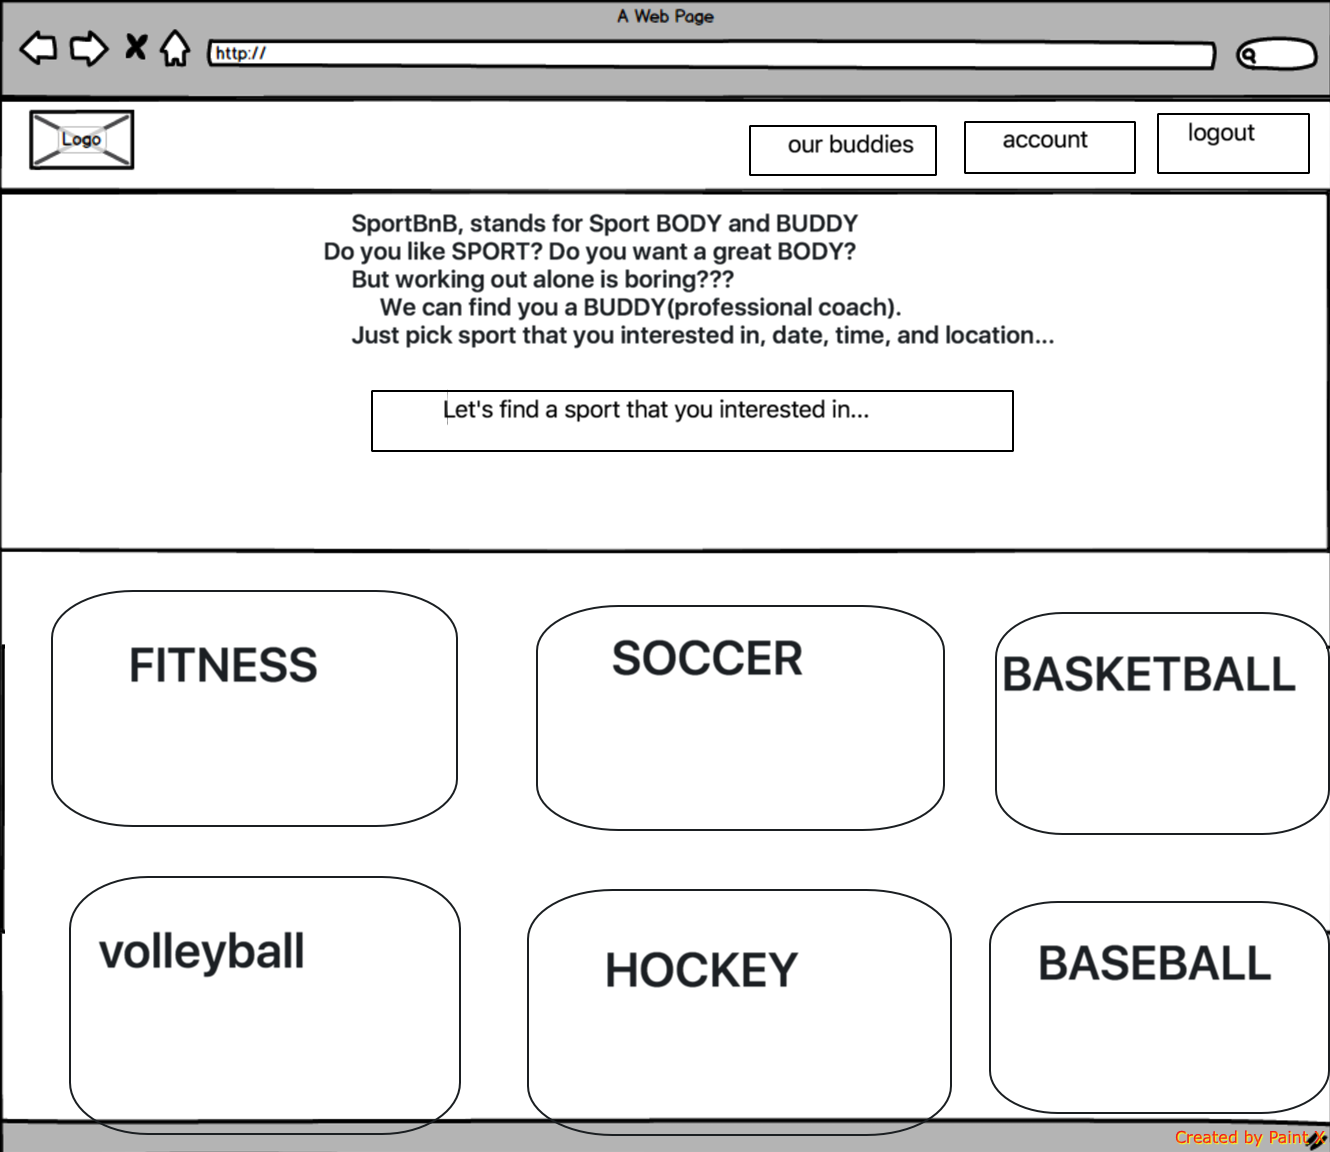 A Web Page
http://
Logo
our buddies
account
logout
SportBnB, stands for Sport BODY and BUDDY
Do you like SPORT? Do you want a great BODY?
But working out alone is boring???
We can find you a BUDDY(professional coach).
Just pick sport that you interested in, date, time, and location...
Let's find a sport that you interested in...
FITNESS
SOCCER
BASKETBALL
volleyball
HOCKEY
BASEBALL
Created by Paint X